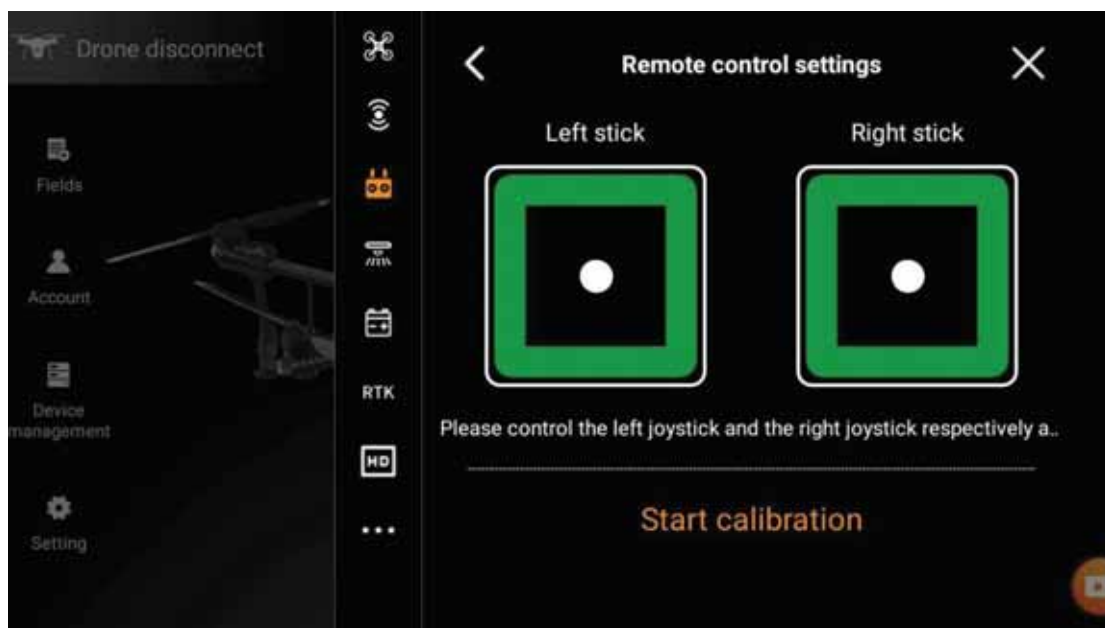 Drone disconnect
Fields
Account
Device
management
Setting
RTK
HD
Remote control settings
Left stick
Right stick
Please control the left joystick and the right joystick respectively a..
Start calibration